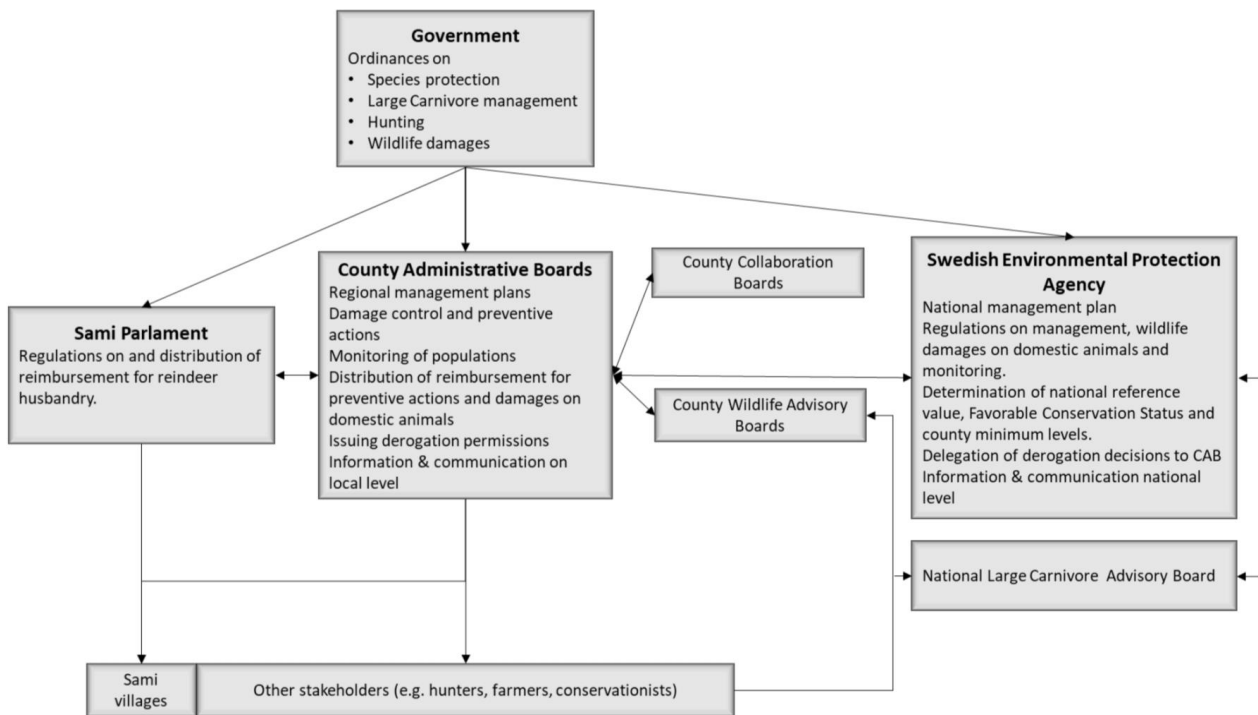 Government
Ordinances on
• Species protection
• Large Carnivore management
• Hunting
• Wildlife damages
Sami Parlament
Regulations on and distribution of
reimbursement for reindeer
husbandry.
County Administrative Boards
Regional management plans
Damage control and preventive
actions
Monitoring of populations
Distribution of reimbursement for
preventive actions and damages on
domestic animals
Issuing derogation permissions
Information & communication on
local level
County Collaboration
Boards
County Wildlife Advisory
Boards
Swedish Environmental Protection
Agency
National management plan
Regulations on management, wildlife
damages on domestic animals and
monitoring.
Determination of national reference
value, Favorable Conservation Status and
county minimum levels.
Delegation of derogation decisions to CAB
Information & communication national
level
National Large Carnivore Advisory Board
Sami
villages
Other stakeholders (e.g. hunters, farmers, conservationists)